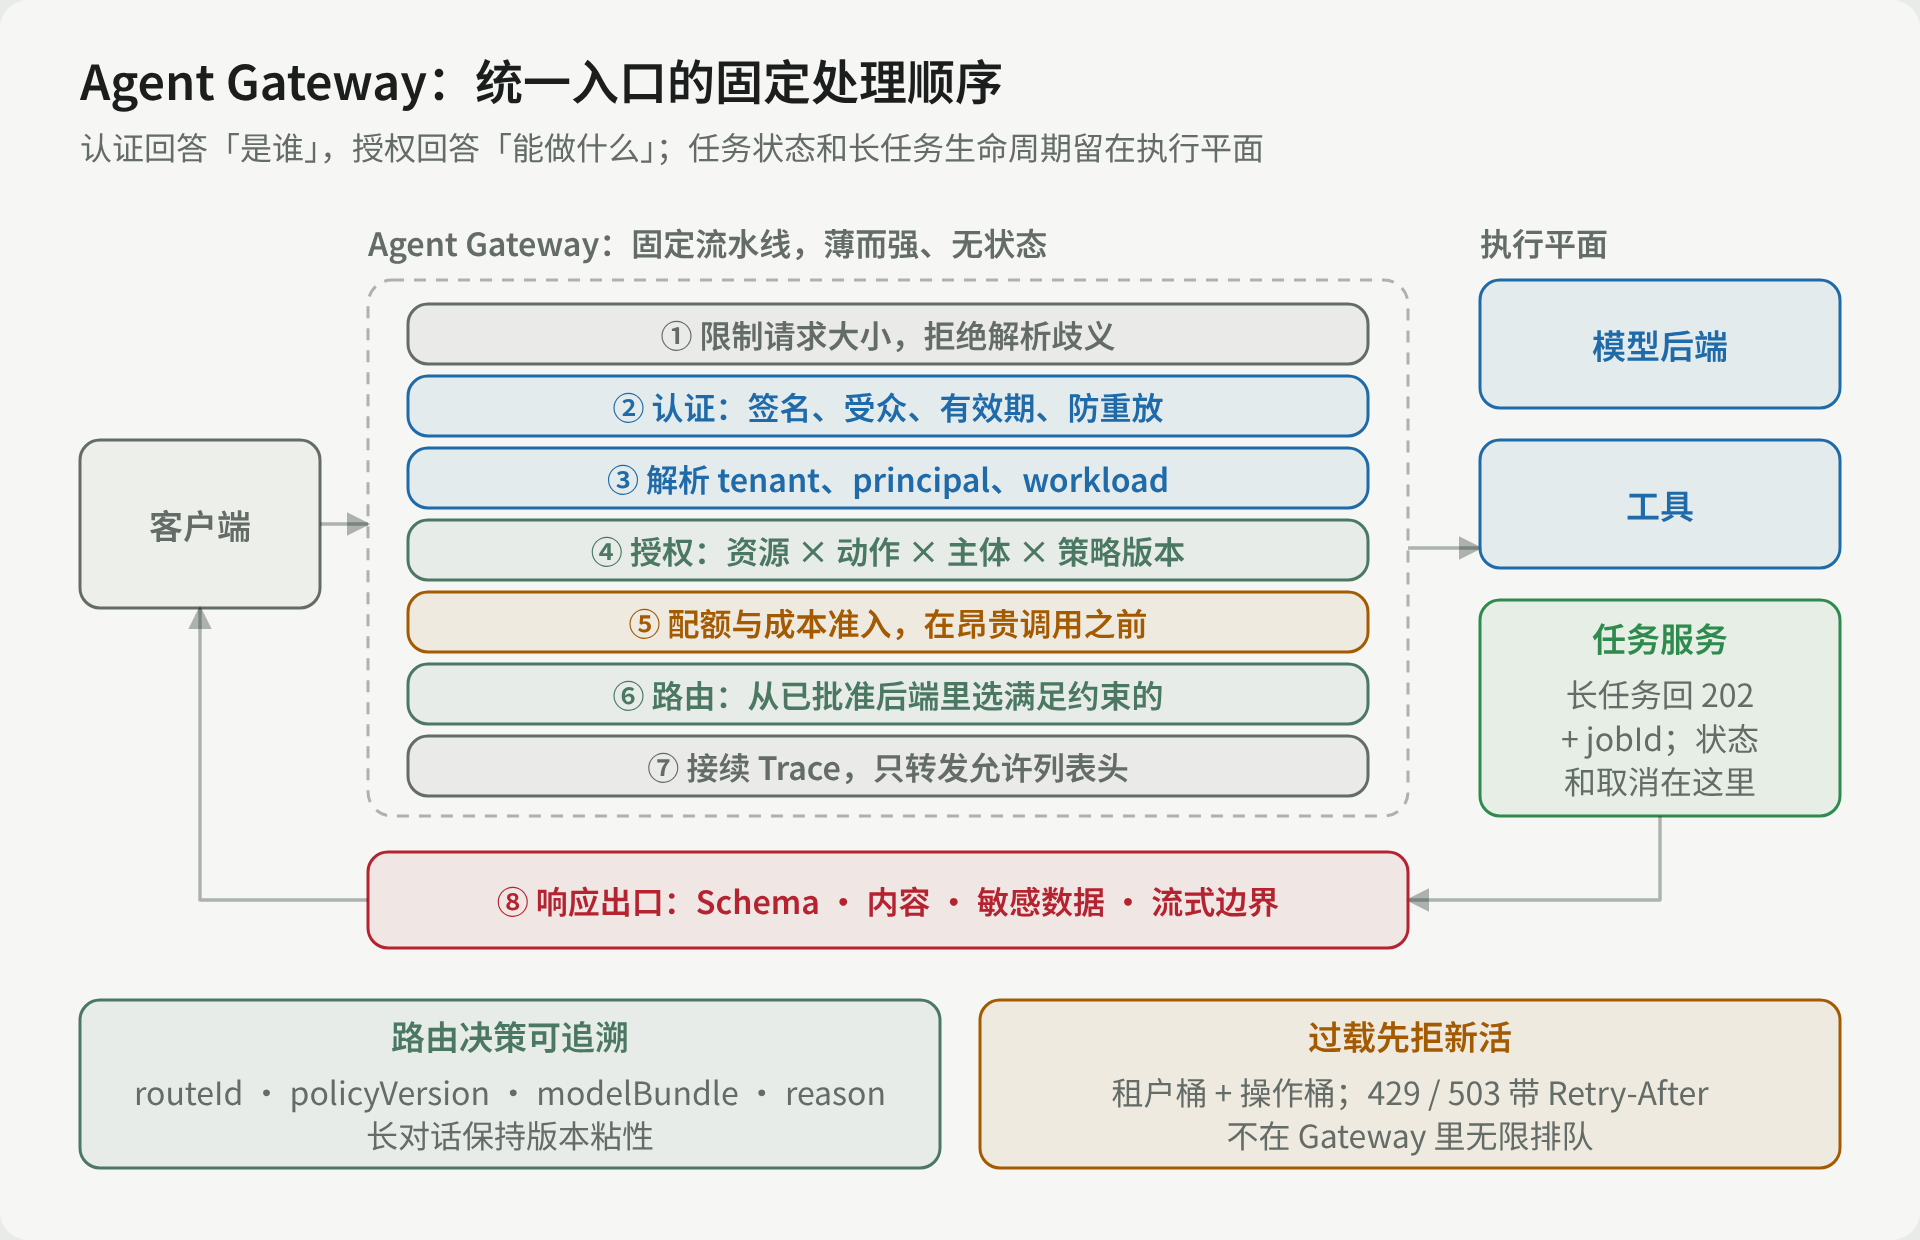 Agent Gateway：统一入口的固定处理顺序
认证回答「是谁」，授权回答「能做什么」；任务状态和长任务生命周期留在执行平面
Agent Gateway：固定流水线，薄而强、无状态
执行平面
① 限制请求大小，拒绝解析歧义
② 认证：签名、受众、有效期、防重放
③ 解析 tenant、principal、workload
④ 授权：资源 × 动作 × 主体 × 策略版本
⑤ 配额与成本准入，在昂贵调用之前
⑥ 路由：从已批准后端里选满足约束的
⑦ 接续 Trace，只转发允许列表头
客户端
模型后端
工具
任务服务
长任务回 202
+ jobId；状态
和取消在这里
⑧ 响应出口：Schema · 内容 · 敏感数据 · 流式边界
路由决策可追溯
routeId · policyVersion · modelBundle · reason
长对话保持版本粘性
过载先拒新活
租户桶 + 操作桶；429 / 503 带 Retry-After
不在 Gateway 里无限排队